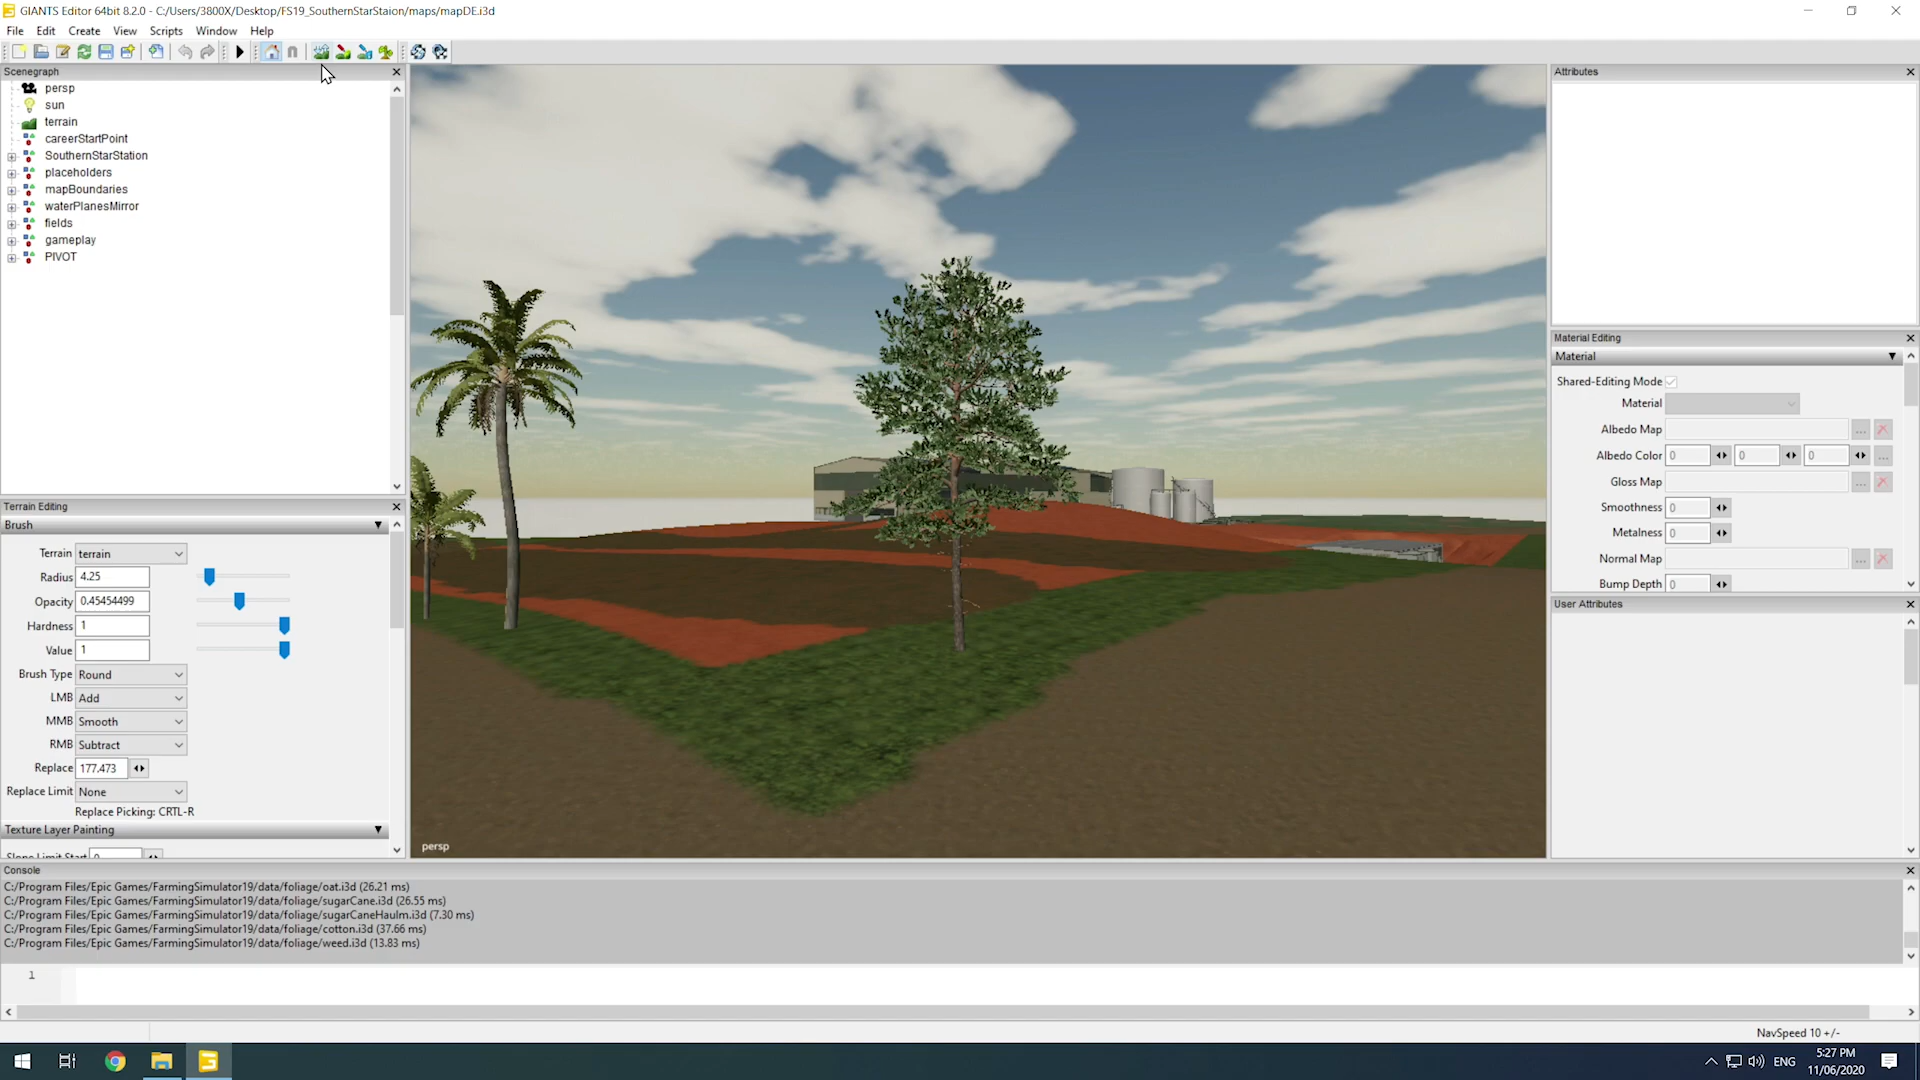 GIANTS Editor 64bit 8.2.0 - C:/Users/3800X/Desktop/FS19_SouthernStarStaion/maps/mapDE.i3d
File Edit Create View Scripts Window Help
Scenegraph
persp
sun
terrain
careerStartPoint
SouthernStarStation
placeholders
mapBoundaries
waterPlanesMirror
fields
gameplay
PIVOT
Terrain Editing
Brush
Terrain terrain
Radius 4.25
Opacity 0.45454499
Hardness 1
Value 1
Brush Type Round
LMB Add
MMB Smooth
RMB Subtract
Replace 177.473
Replace Limit None
Replace Picking: CRTL-R
Texture Layer Painting
Slope Limit Start 0
persp
Attributes
Material Editing
Material
Shared-Editing Mode
Material
Albedo Map ...
Albedo Color 0 0 0 ...
Gloss Map ...
Smoothness 0
Metalness 0
Normal Map ...
Bump Depth 0
User Attributes
Console
C:/Program Files/Epic Games/FarmingSimulator19/data/foliage/oat.i3d (26.21 ms)
C:/Program Files/Epic Games/FarmingSimulator19/data/foliage/sugarCane.i3d (26.55 ms)
C:/Program Files/Epic Games/FarmingSimulator19/data/foliage/sugarCaneHaulm.i3d (7.30 ms)
C:/Program Files/Epic Games/FarmingSimulator19/data/foliage/cotton.i3d (37.66 ms)
C:/Program Files/Epic Games/FarmingSimulator19/data/foliage/weed.i3d (13.83 ms)
1
NavSpeed 10 +/-
ENG
5:27 PM
11/06/2020